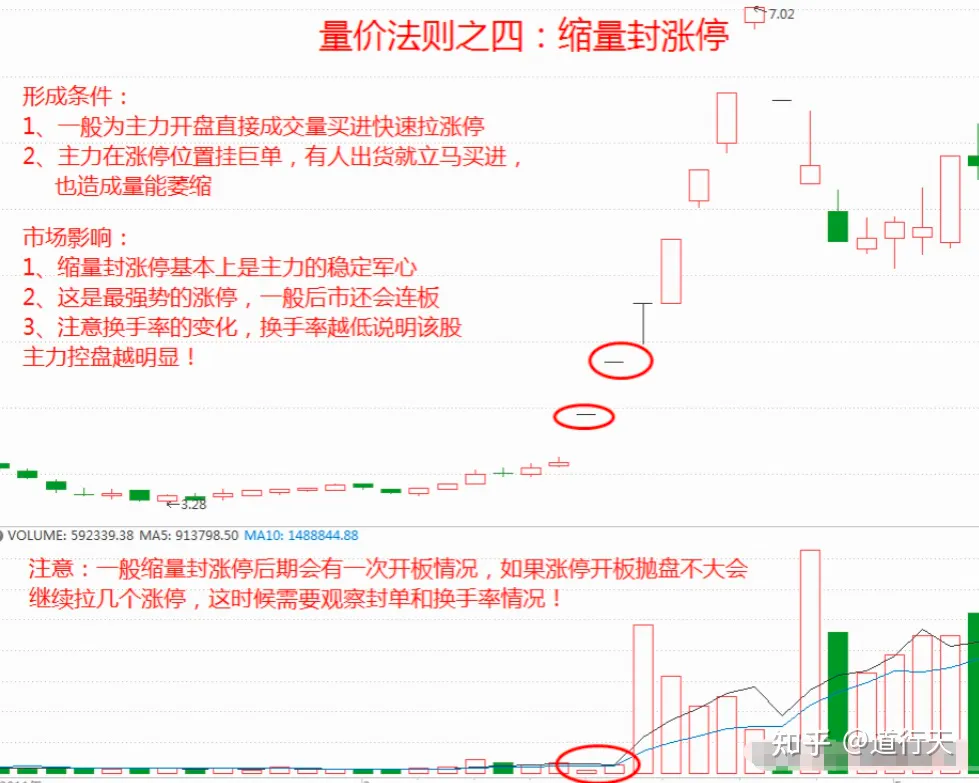 量价法则之四：缩量封涨停
7.02
形成条件：
1、一般为主力开盘直接成交量买进快速拉涨停
2、主力在涨停位置挂巨单，有人出货就立马买进，
也造成量能萎缩
市场影响：
1、缩量封涨停基本上是主力的稳定军心
2、这是最强势的涨停，一般后市还会连板
3、注意换手率的变化，换手率越低说明该股
主力控盘越明显！
3.28
VOLUME: 592339.38 MA5: 913798.50 MA10: 1488844.88
注意：一般缩量封涨停后期会有一次开板情况，如果涨停开板抛盘不大会
继续拉几个涨停，这时候需要观察封单和换手率情况！
知乎 @道行天